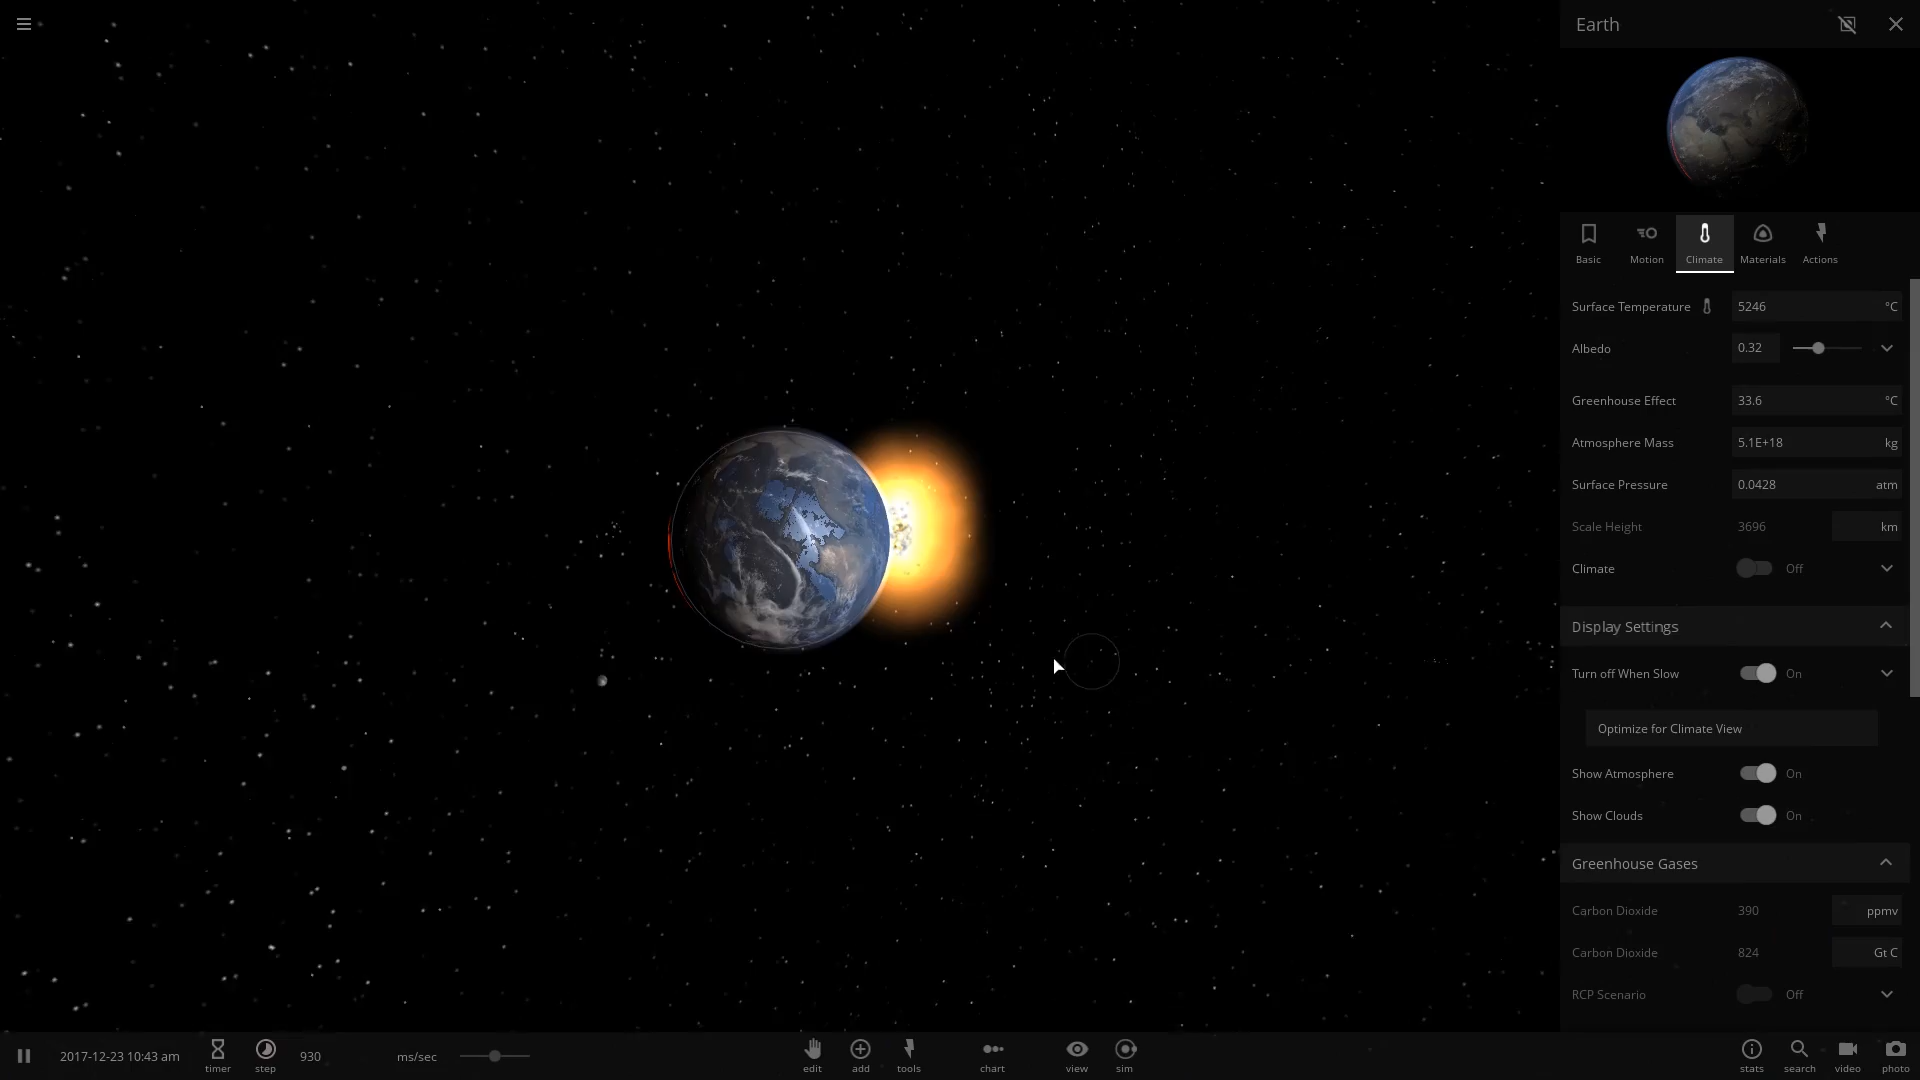 Earth
Basic Motion Climate Materials Actions
Surface Temperature 5246 °C
Albedo 0.32
Greenhouse Effect 33.6 °C
Atmosphere Mass 5.1E+18 kg
Surface Pressure 0.0428 atm
Scale Height 3696 km
Climate Off
Display Settings
Turn off When Slow On
Optimize for Climate View
Show Atmosphere On
Show Clouds On
Greenhouse Gases
Carbon Dioxide 390 ppmv
Carbon Dioxide 824 Gt C
RCP Scenario Off
2017-12-23 10:43 am timer step 930 ms/sec edit add tools chart view sim stats search video photo